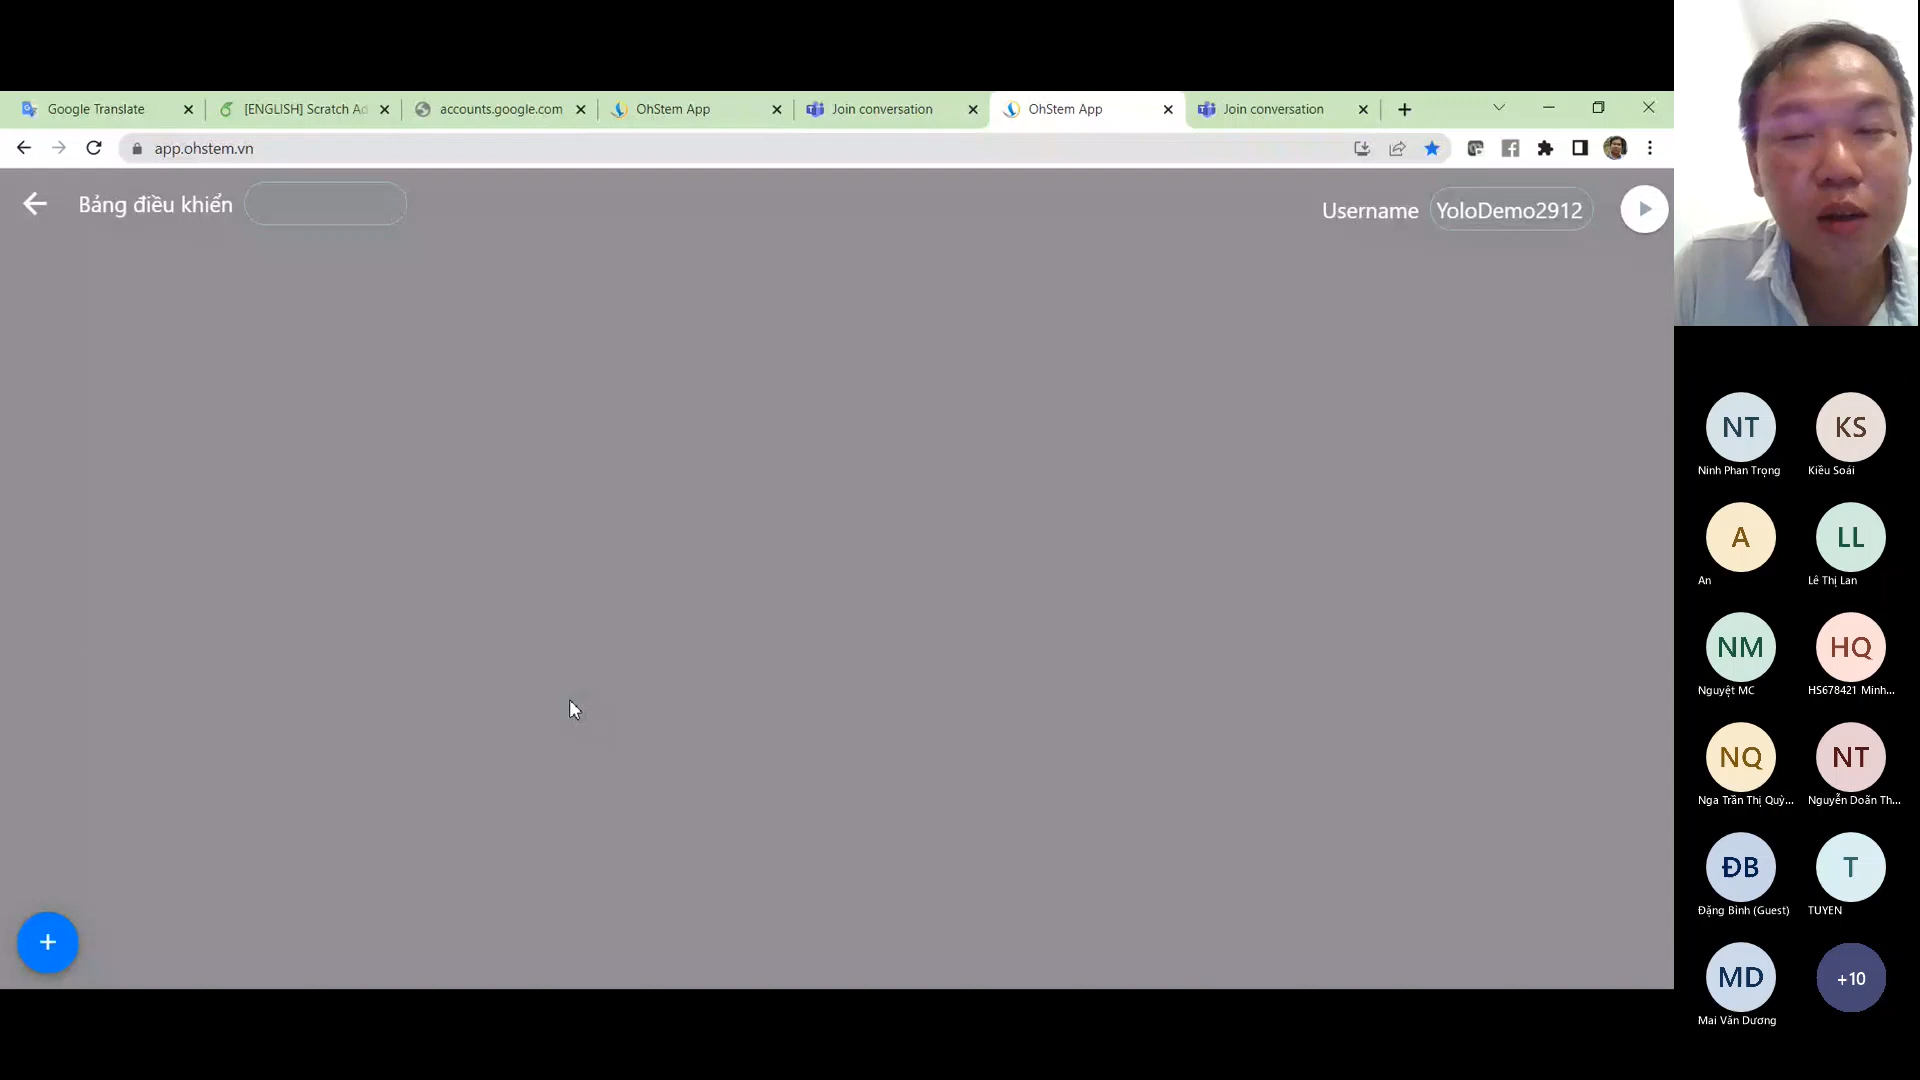 Google Translate
[ENGLISH] Scratch Ad
accounts.google.com
OhStem App
Join conversation
OhStem App
Join conversation
app.ohstem.vn
Bảng điều khiển
Username YoloDemo2912
NT
KS
Ninh Phan Trọng
Kiều Soái
A
LL
An
Lê Thị Lan
NM
HQ
Nguyệt MC
HS678421 Minh...
NQ
NT
Nga Trần Thị Quỳ...
Nguyễn Doãn Th...
ĐB
T
Đặng Bình (Guest)
TUYEN
MD
+10
Mai Văn Dương